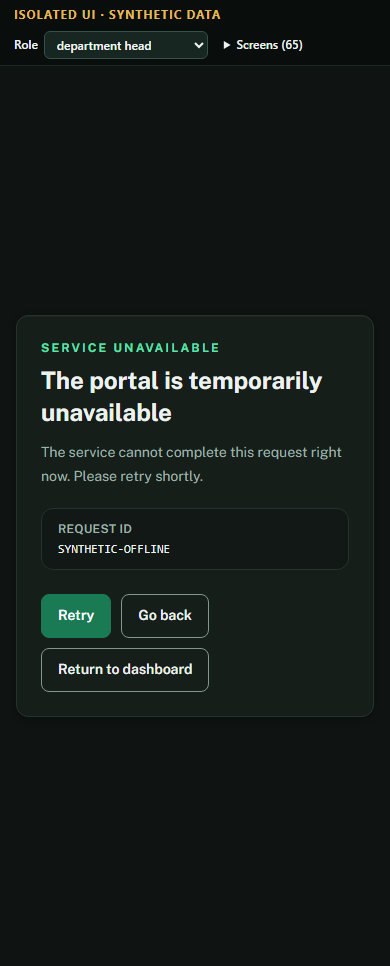 ISOLATED UI · SYNTHETIC DATA
Role department head ▶ Screens (65)
SERVICE UNAVAILABLE
The portal is temporarily
unavailable
The service cannot complete this request right
now. Please retry shortly.
REQUEST ID
SYNTHETIC-OFFLINE
Retry Go back
Return to dashboard